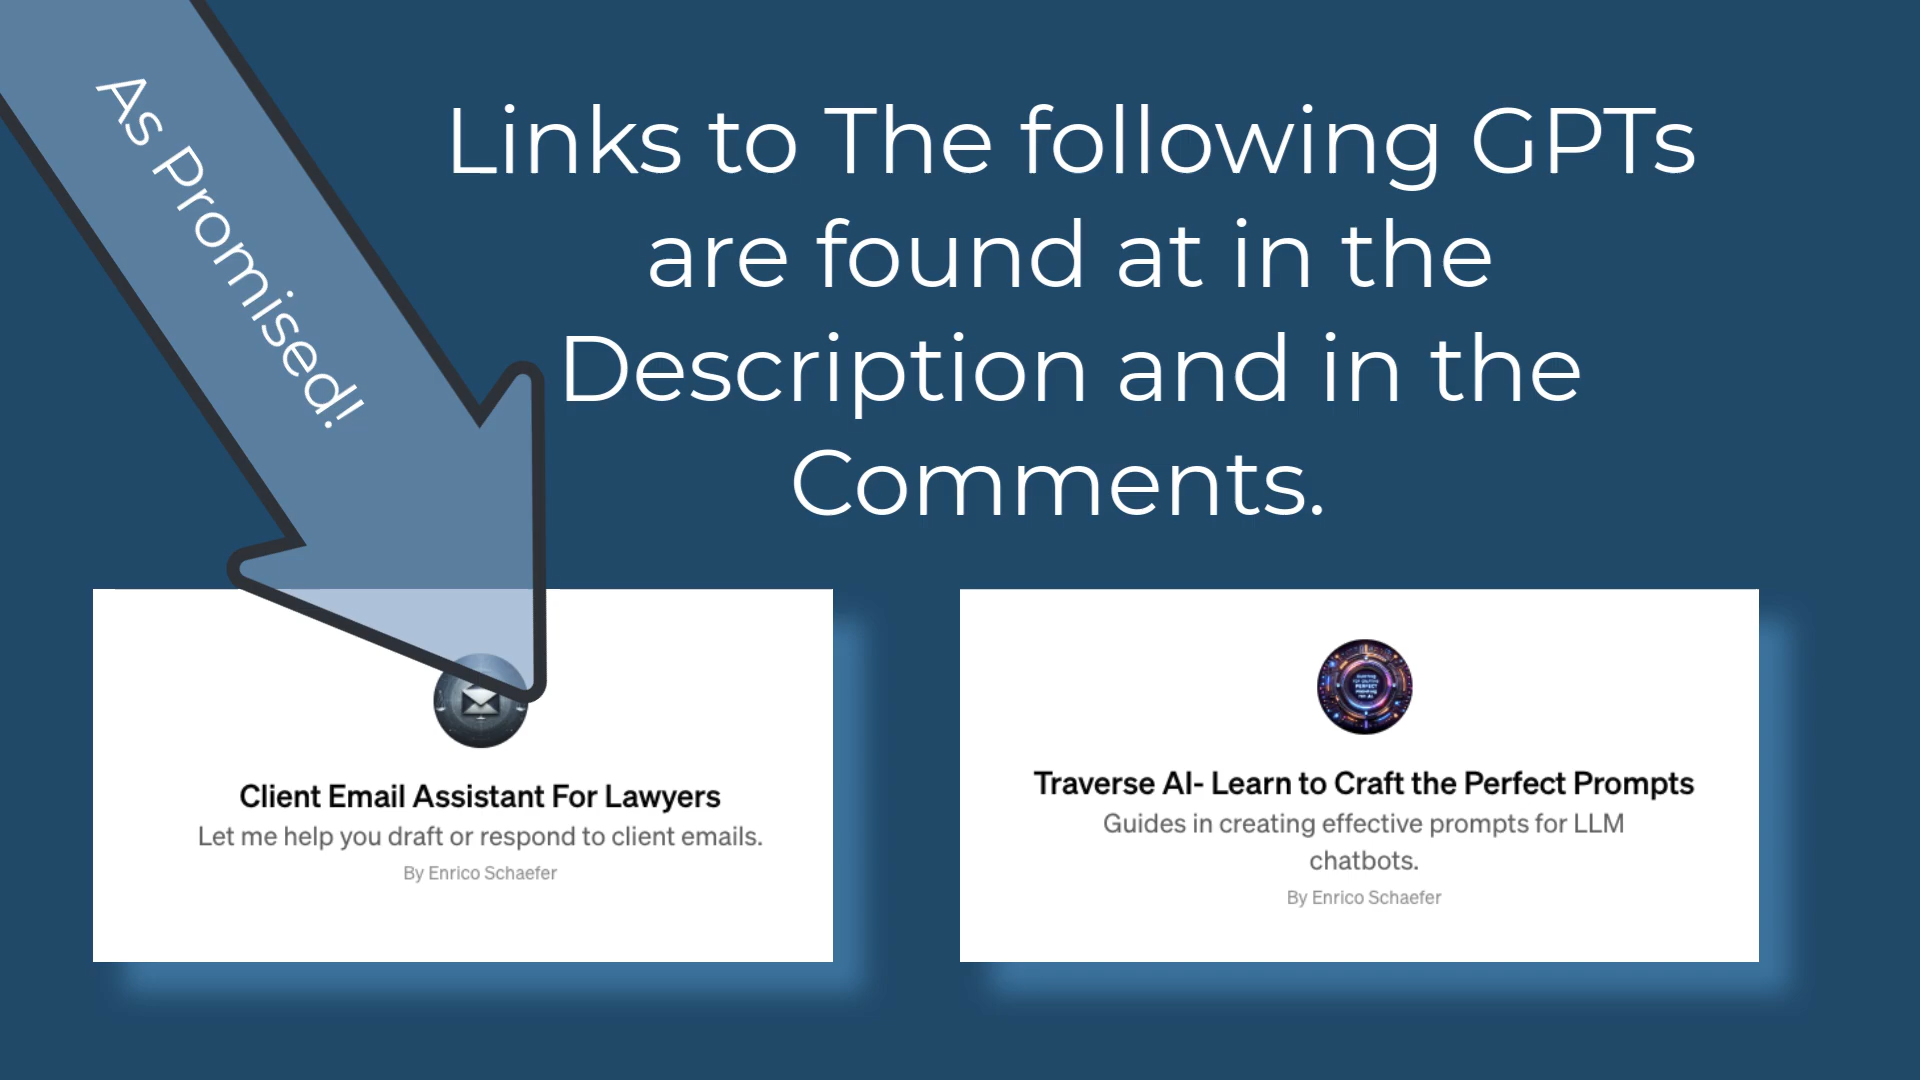 As Promised!
Links to The following GPTs
are found at in the
Description and in the
Comments.
Client Email Assistant For Lawyers
Let me help you draft or respond to client emails.
By Enrico Schaefer
Traverse AI- Learn to Craft the Perfect Prompts
Guides in creating effective prompts for LLM
chatbots.
By Enrico Schaefer